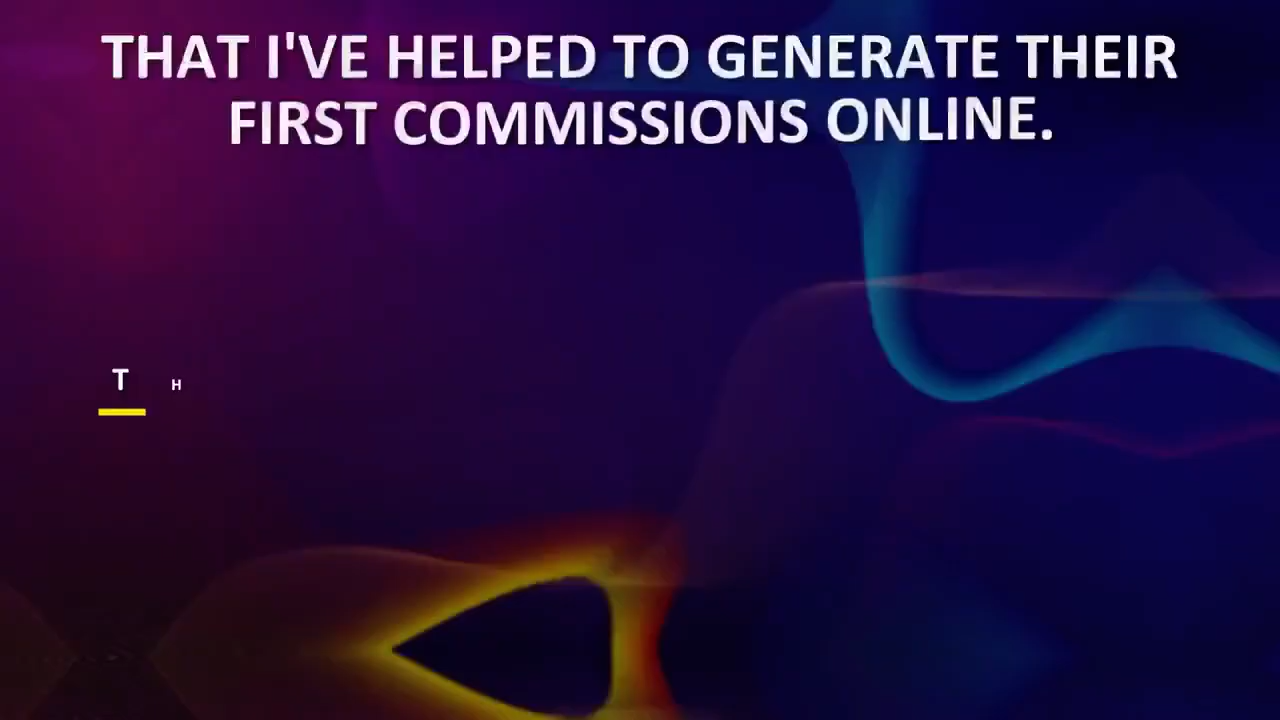 THAT I'VE HELPED TO GENERATE THEIR
FIRST COMMISSIONS ONLINE.
T H